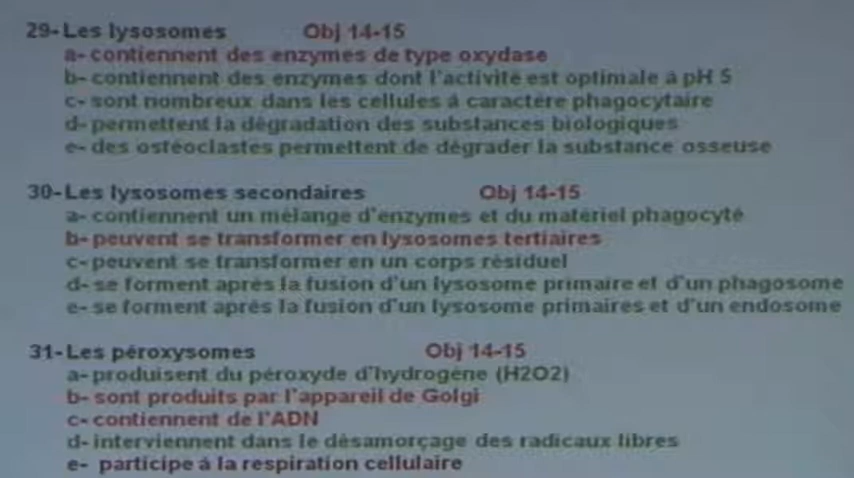 29- Les lysosomes Obj 14-15
a- contiennent des enzymes de type oxydase
b- contiennent des enzymes dont l'activité est optimale à pH 5
c- sont nombreux dans les cellules à caractère phagocytaire
d- permettent la dégradation des substances biologiques
e- des ostéoclastes permettent de dégrader la substance osseuse
30- Les lysosomes secondaires Obj 14-15
a- contiennent un mélange d'enzymes et du matériel phagocyté
b- peuvent se transformer en lysosomes tertiaires
c- peuvent se transformer en un corps résiduel
d- se forment après la fusion d'un lysosome primaire et d'un phagosome
e- se forment après la fusion d'un lysosome primaires et d'un endosome
31- Les péroxysomes Obj 14-15
a- produisent du péroxyde d'hydrogène (H2O2)
b- sont produits par l'appareil de Golgi
c- contiennent de l'ADN
d- interviennent dans le désamorçage des radicaux libres
e- participe à la respiration cellulaire